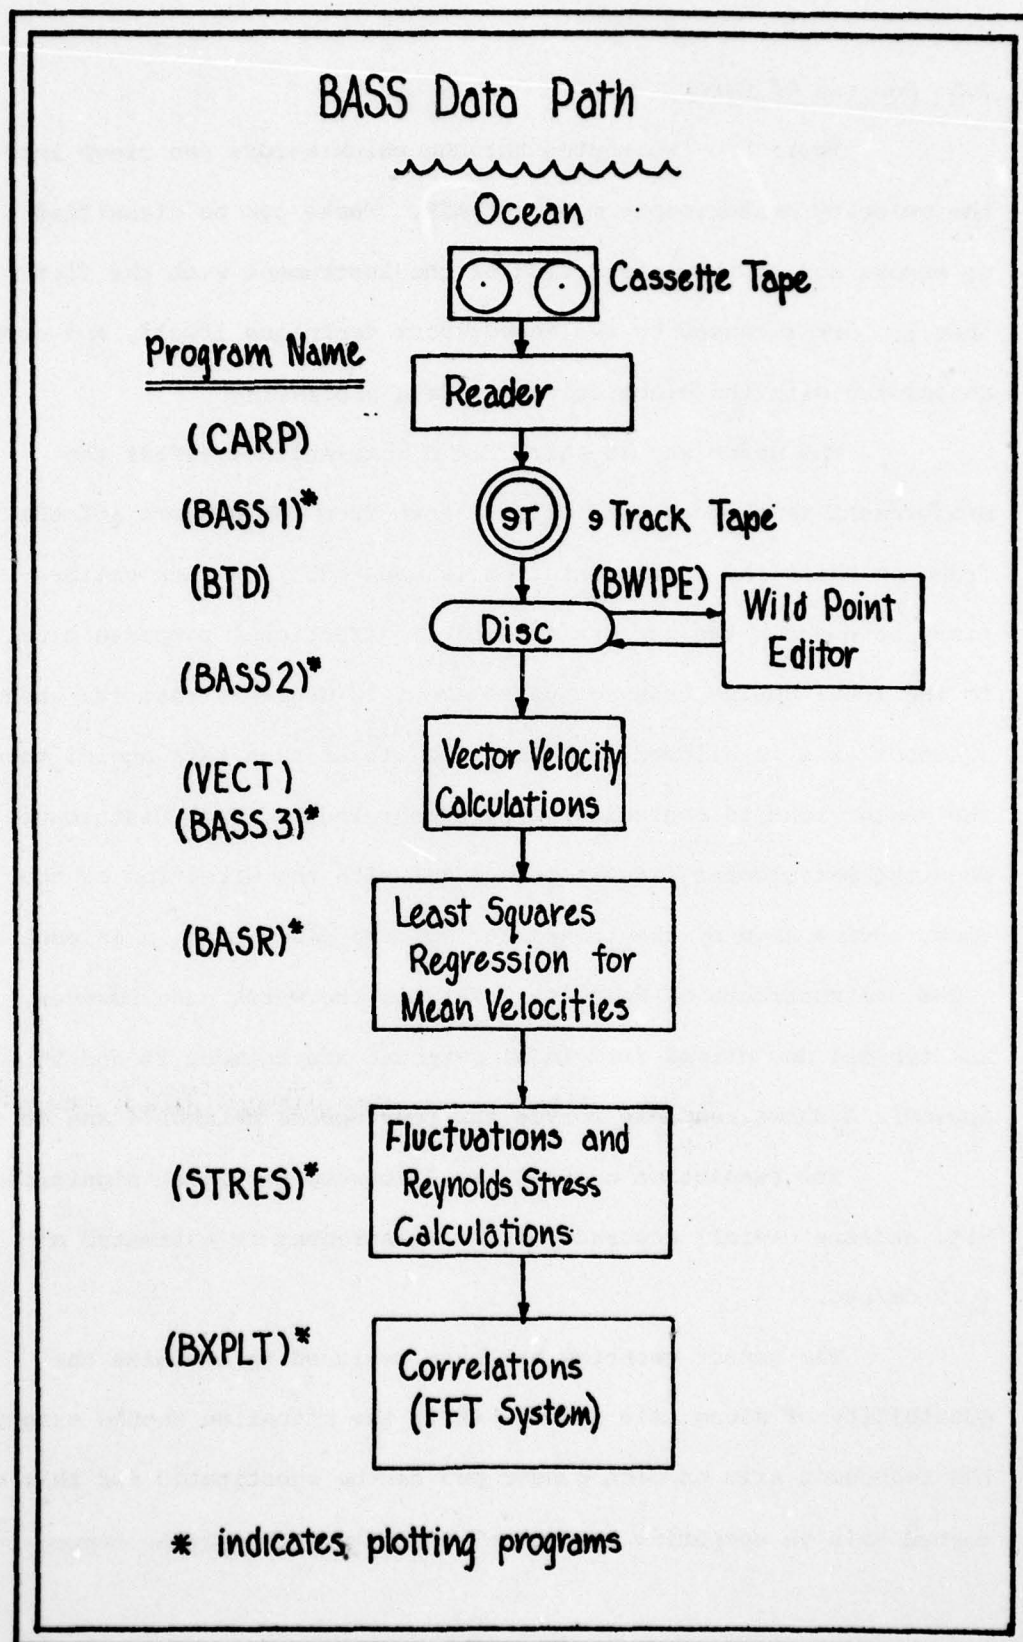 BASS Data Path
Ocean
Cassette Tape
Program Name
Reader
(CARP)
(BASS 1)*
9T
9 Track Tape
(BTD)
(BWIPE)
Disc
Wild Point
Editor
(BASS 2)*
Vector Velocity
Calculations
(VECT)
(BASS 3)*
Least Squares
Regression for
Mean Velocities
(BASR)*
Fluctuations and
Reynolds Stress
Calculations
(STRES)*
(BXPLT)*
Correlations
(FFT System)
* indicates plotting programs